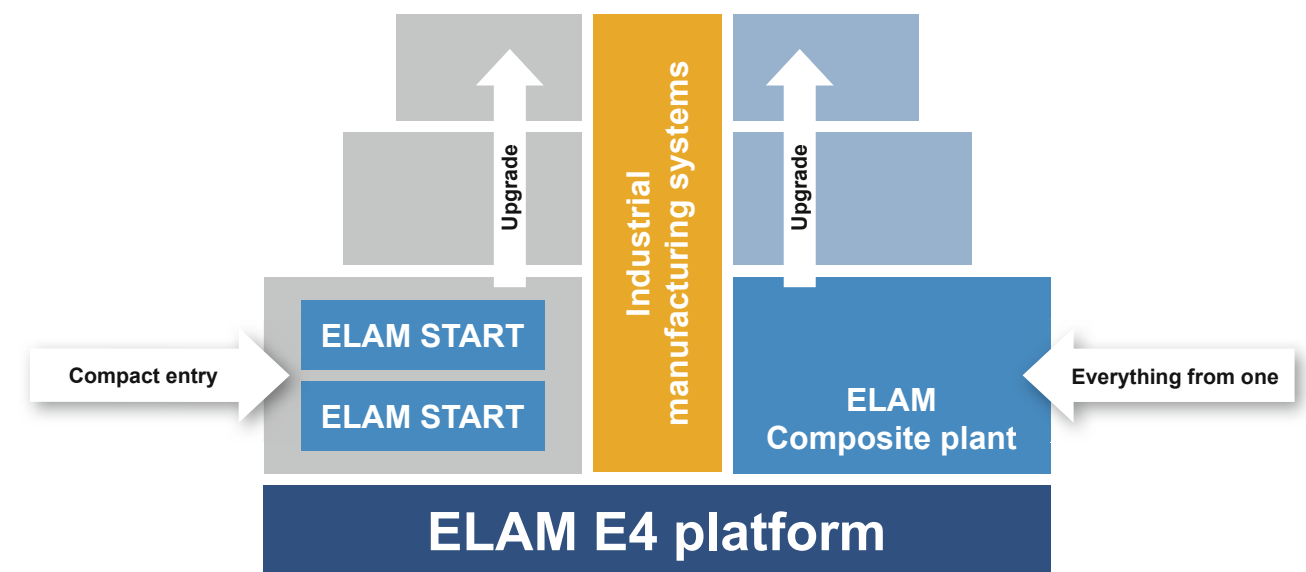 Upgrade
Industrial
manufacturing systems
Upgrade
ELAM START
Compact entry
ELAM START
Everything from one
ELAM
Composite plant
ELAM E4 platform